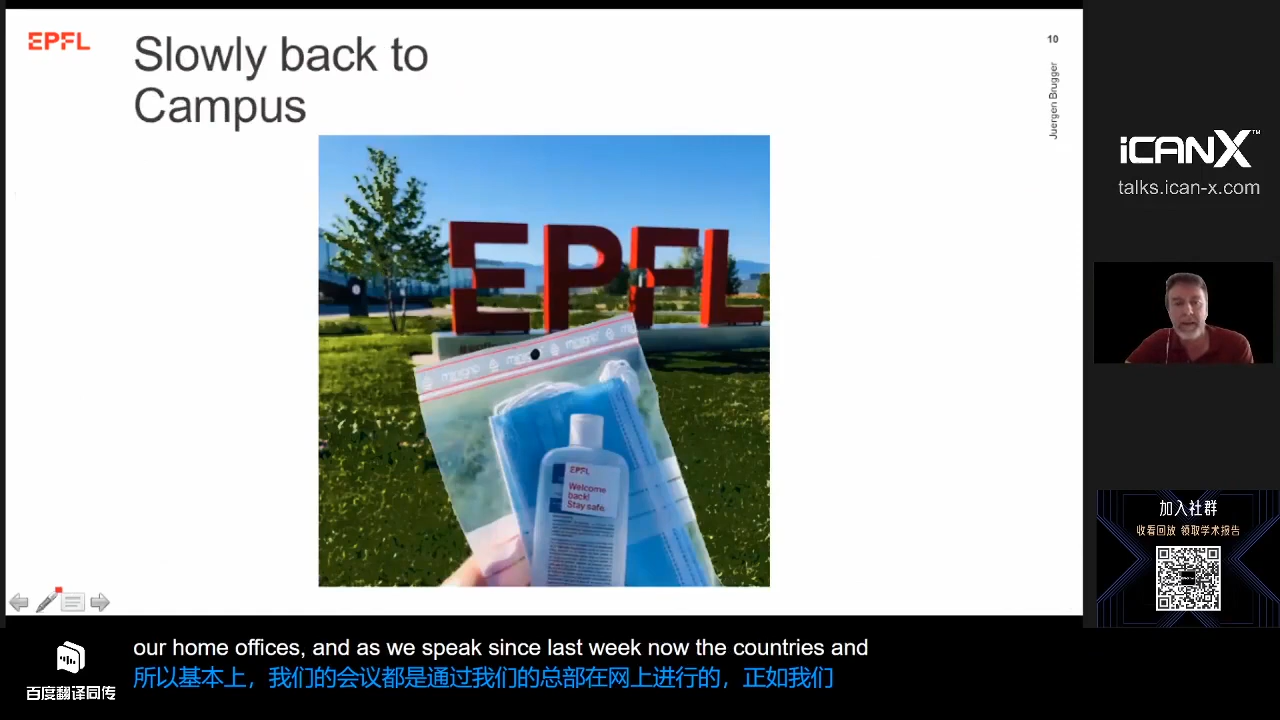 EPFL
Slowly back to
Campus
10
Juergen Brugger
EPFL
EPFL
Welcome
back!
Stay safe.
iCANX™
talks.ican-x.com
加入社群
收看回放 领取学术报告
our home offices, and as we speak since last week now the countries and
所以基本上，我们的会议都是通过我们的总部在网上进行的，正如我们
百度翻译同传